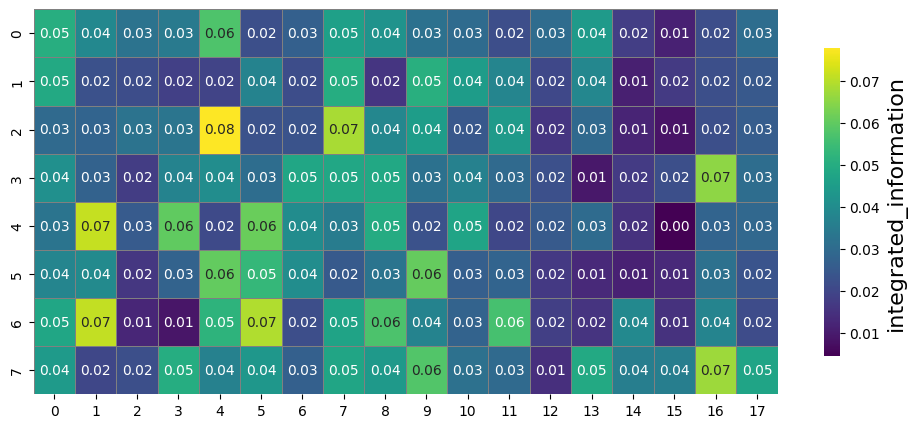 0 0.05 0.04 0.03 0.03 0.06 0.02 0.03 0.05 0.04 0.03 0.03 0.02 0.03 0.04 0.02 0.01 0.02 0.03
1 0.05 0.02 0.02 0.02 0.02 0.04 0.02 0.05 0.02 0.05 0.04 0.04 0.02 0.04 0.01 0.02 0.02 0.02
2 0.03 0.03 0.03 0.03 0.08 0.02 0.02 0.07 0.04 0.04 0.02 0.04 0.02 0.03 0.01 0.01 0.02 0.03
3 0.04 0.03 0.02 0.04 0.04 0.03 0.05 0.05 0.05 0.03 0.04 0.03 0.02 0.01 0.02 0.02 0.07 0.03
4 0.03 0.07 0.03 0.06 0.02 0.06 0.04 0.03 0.05 0.02 0.05 0.02 0.02 0.03 0.02 0.00 0.03 0.03
5 0.04 0.04 0.02 0.03 0.06 0.05 0.04 0.02 0.03 0.06 0.03 0.03 0.02 0.01 0.01 0.01 0.03 0.02
6 0.05 0.07 0.01 0.01 0.05 0.07 0.02 0.05 0.06 0.04 0.03 0.06 0.02 0.02 0.04 0.01 0.04 0.02
7 0.04 0.02 0.02 0.05 0.04 0.04 0.03 0.05 0.04 0.06 0.03 0.03 0.01 0.05 0.04 0.04 0.07 0.05
0 1 2 3 4 5 6 7 8 9 10 11 12 13 14 15 16 17
0.07
0.06
0.05
0.04
0.03
0.02
0.01
integrated_information